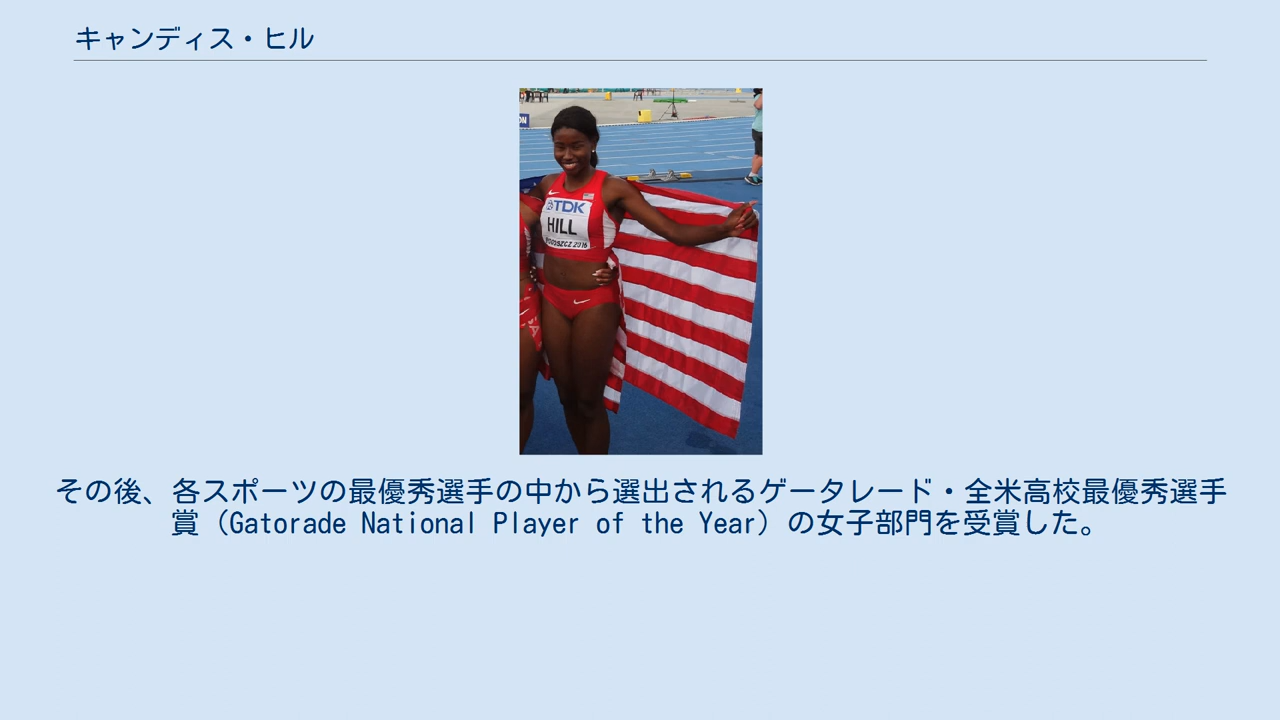 キャンディス・ヒル
TDK
HILL
BYDGOSZCZ 2016
その後、各スポーツの最優秀選手の中から選出されるゲータレード・全米高校最優秀選手
賞（Gatorade National Player of the Year）の女子部門を受賞した。